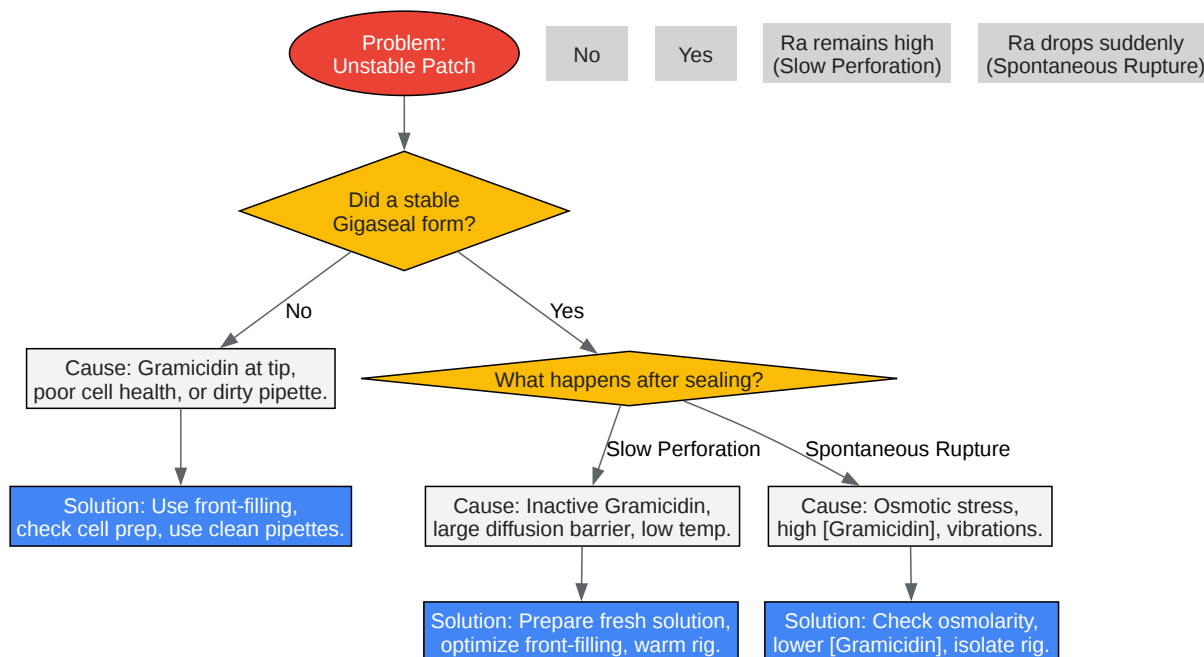 Problem:
Unstable Patch
No
Yes
Ra remains high
(Slow Perforation)
Ra drops suddenly
(Spontaneous Rupture)
Did a stable
Gigaseal form?
No
Yes
Cause: Gramicidin at tip,
poor cell health, or dirty pipette.
What happens after sealing?
Slow Perforation
Spontaneous Rupture
Solution: Use front-filling,
check cell prep, use clean pipettes.
Cause: Inactive Gramicidin,
large diffusion barrier, low temp.
Cause: Osmotic stress,
high [Gramicidin], vibrations.
Solution: Prepare fresh solution,
optimize front-filling, warm rig.
Solution: Check osmolarity,
lower [Gramicidin], isolate rig.